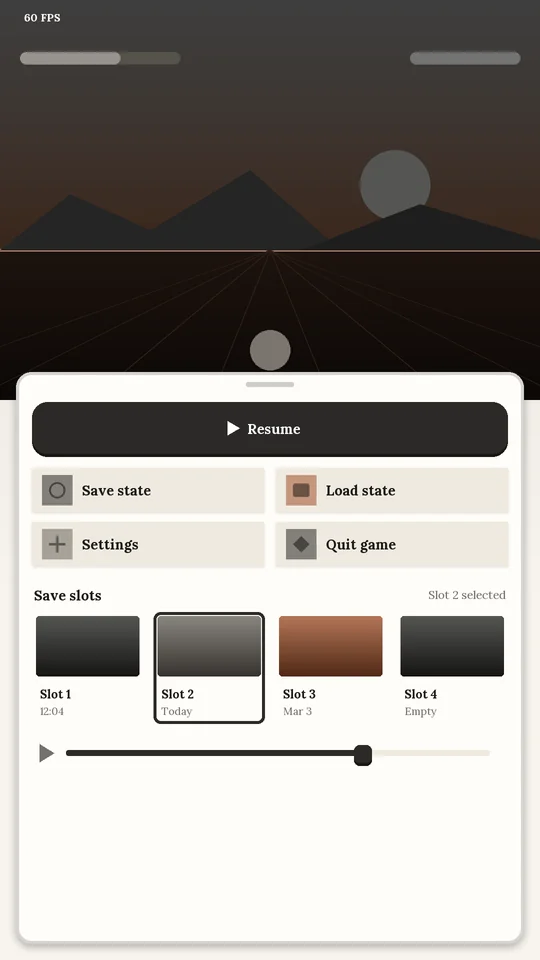 60 FPS
Resume
Save state
Load state
Settings
Quit game
Save slots
Slot 2 selected
Slot 1
12:04
Slot 2
Today
Slot 3
Mar 3
Slot 4
Empty